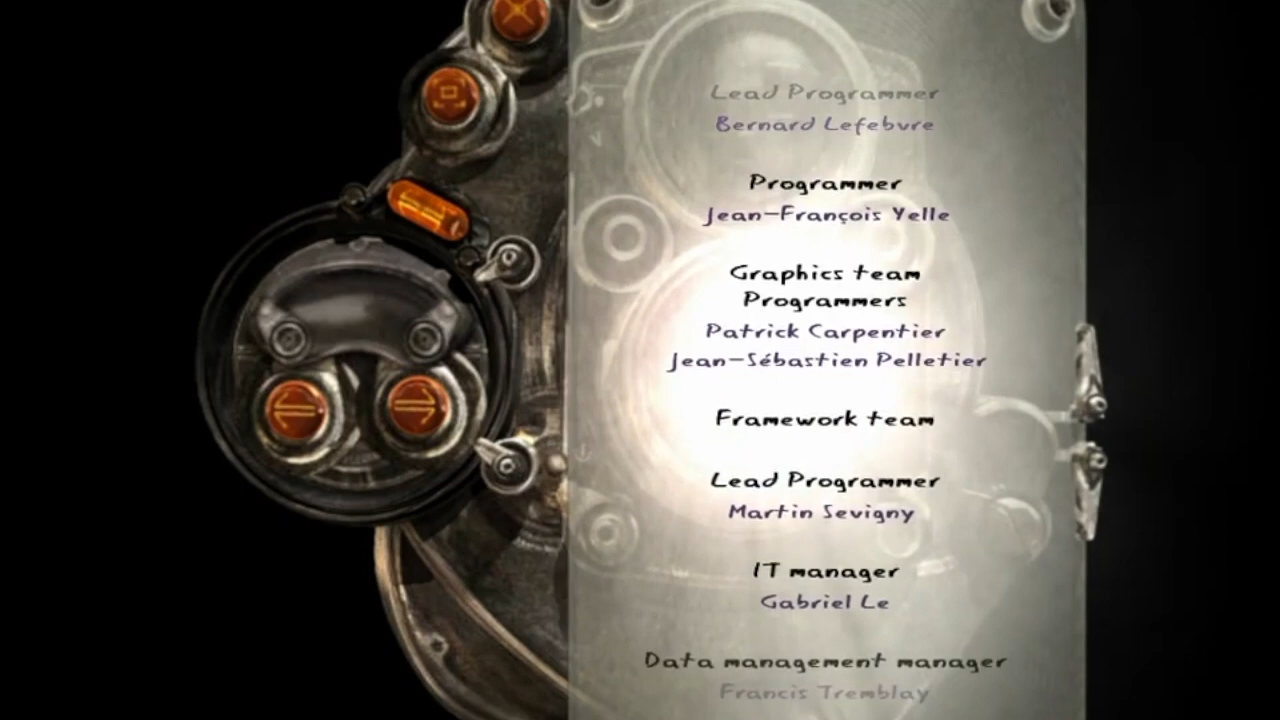 Lead Programmer
Bernard Lefebvre
Programmer
Jean-François Yelle
Graphics team
Programmers
Patrick Carpentier
Jean-Sébastien Pelletier
Framework team
Lead Programmer
Martin Sevigny
IT manager
Gabriel Le
Data management manager
Francis Tremblay